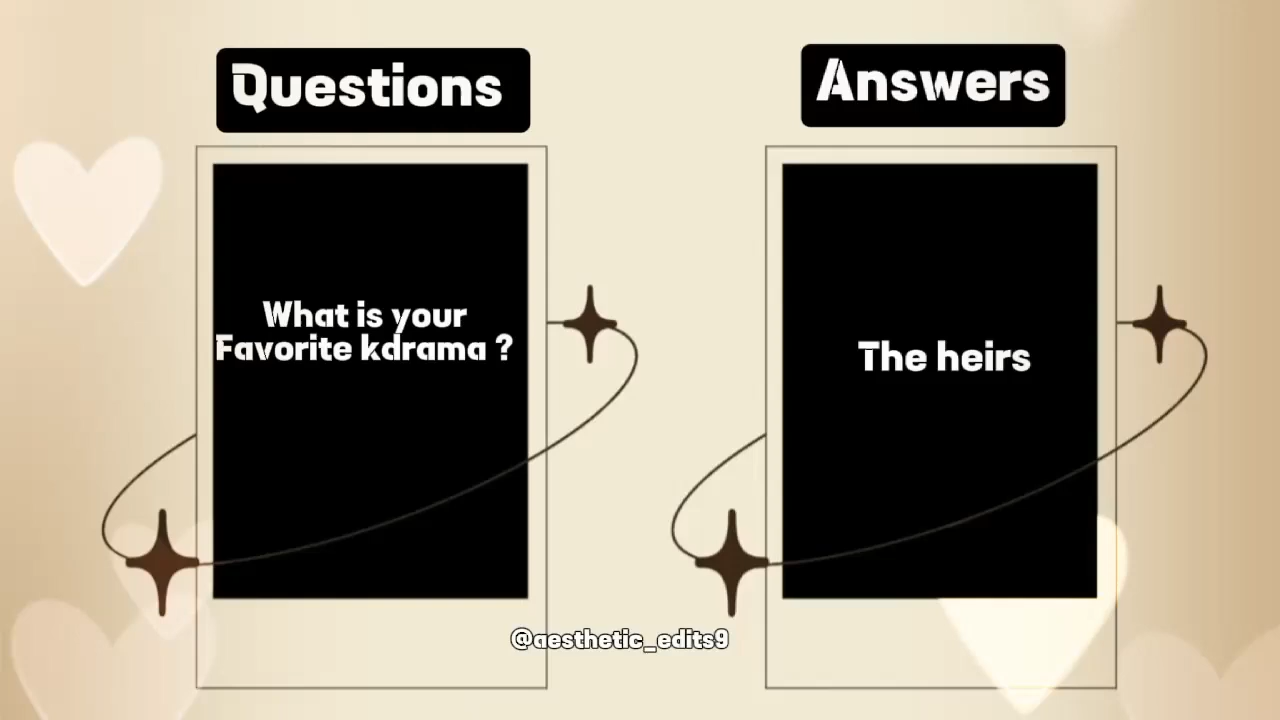 Questions
Answers
What is your
Favorite kdrama ?
The heirs
@aesthetic_edits9